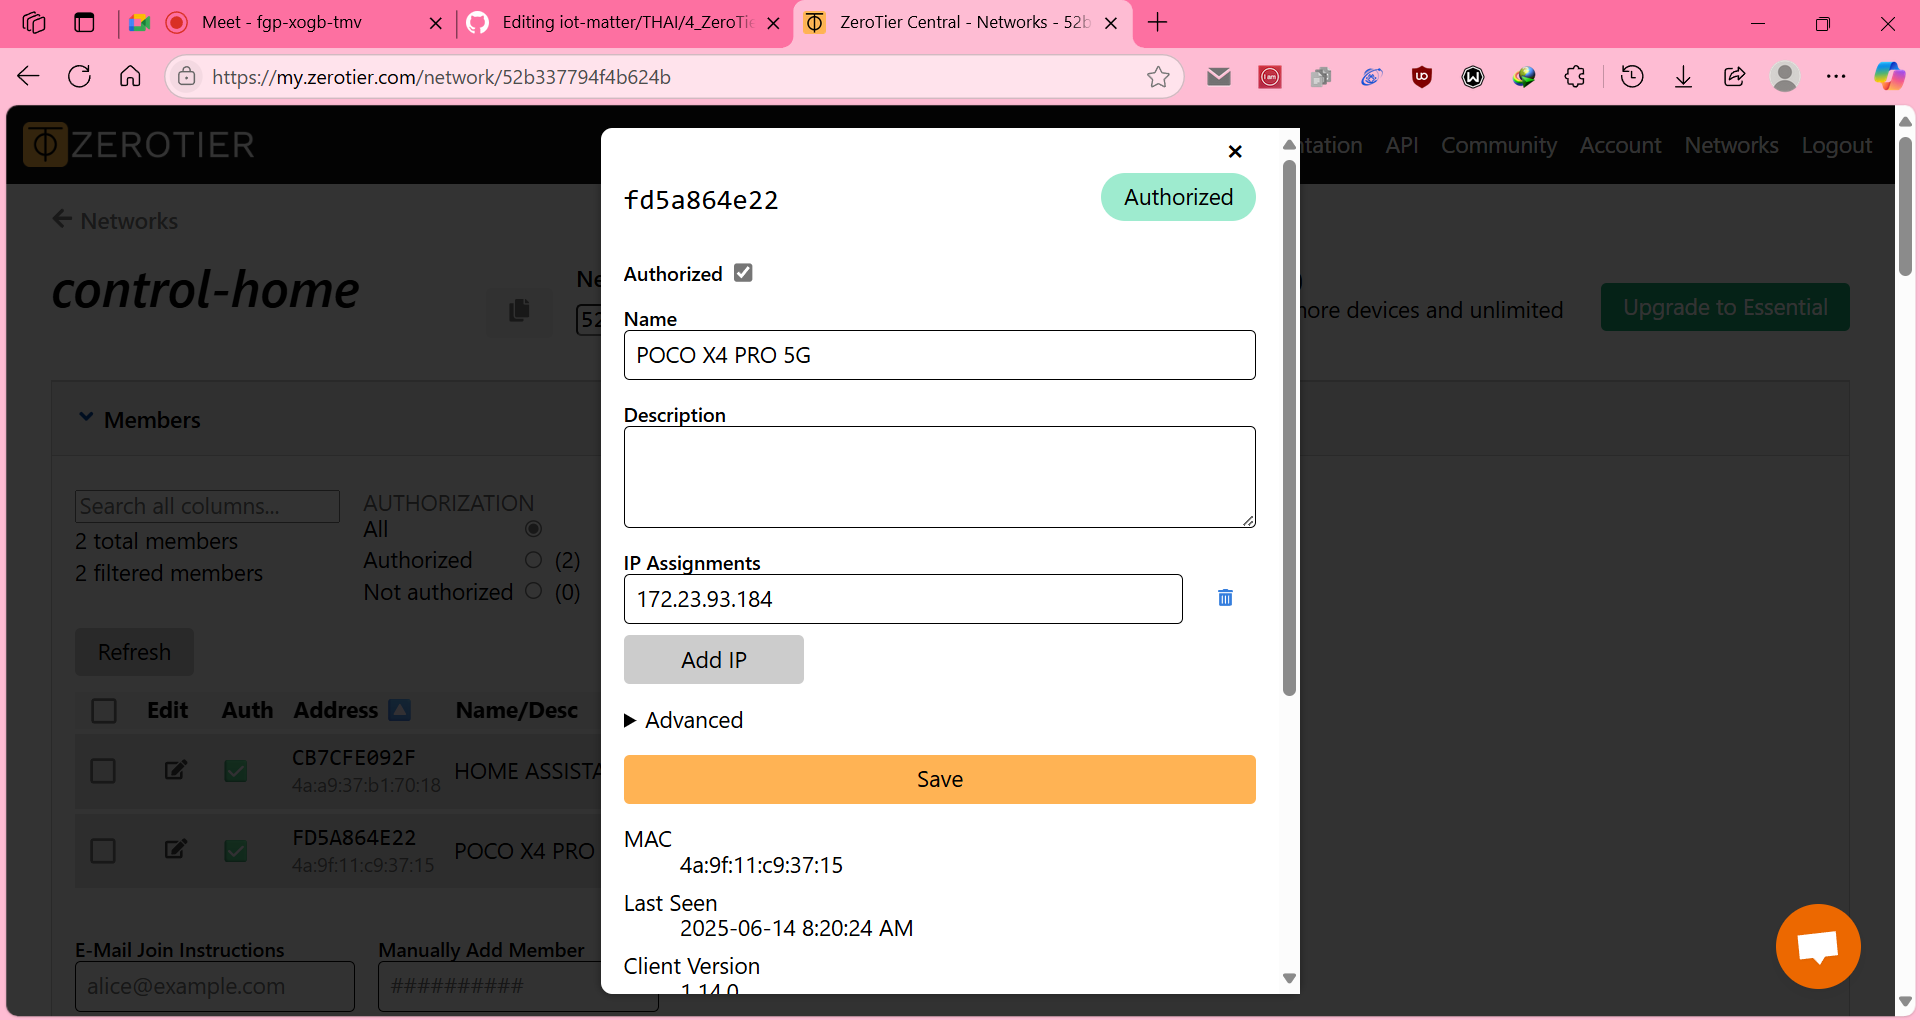 Meet - fgp-xogb-tmv
Editing iot-matter/THAI/4_ZeroTie
ZeroTier Central - Networks - 52b
https://my.zerotier.com/network/52b337794f4b624b
ZEROTIER
ntation
API
Community
Account
Networks
Logout
Networks
control-home
Ne
52
nore devices and unlimited
Upgrade to Essential
Members
Search all columns...
2 total members
2 filtered members
AUTHORIZATION
All
Authorized (2)
Not authorized (0)
Refresh
Edit Auth Address Name/Desc
CB7CFE092F
4a:a9:37:b1:70:18
HOME ASSISTA
FD5A864E22
4a:9f:11:c9:37:15
POCO X4 PRO
E-Mail Join Instructions
alice@example.com
Manually Add Member
##########
fd5a864e22
Authorized
Authorized
Name
POCO X4 PRO 5G
Description
IP Assignments
172.23.93.184
Add IP
Advanced
Save
MAC
4a:9f:11:c9:37:15
Last Seen
2025-06-14 8:20:24 AM
Client Version
1.14.0